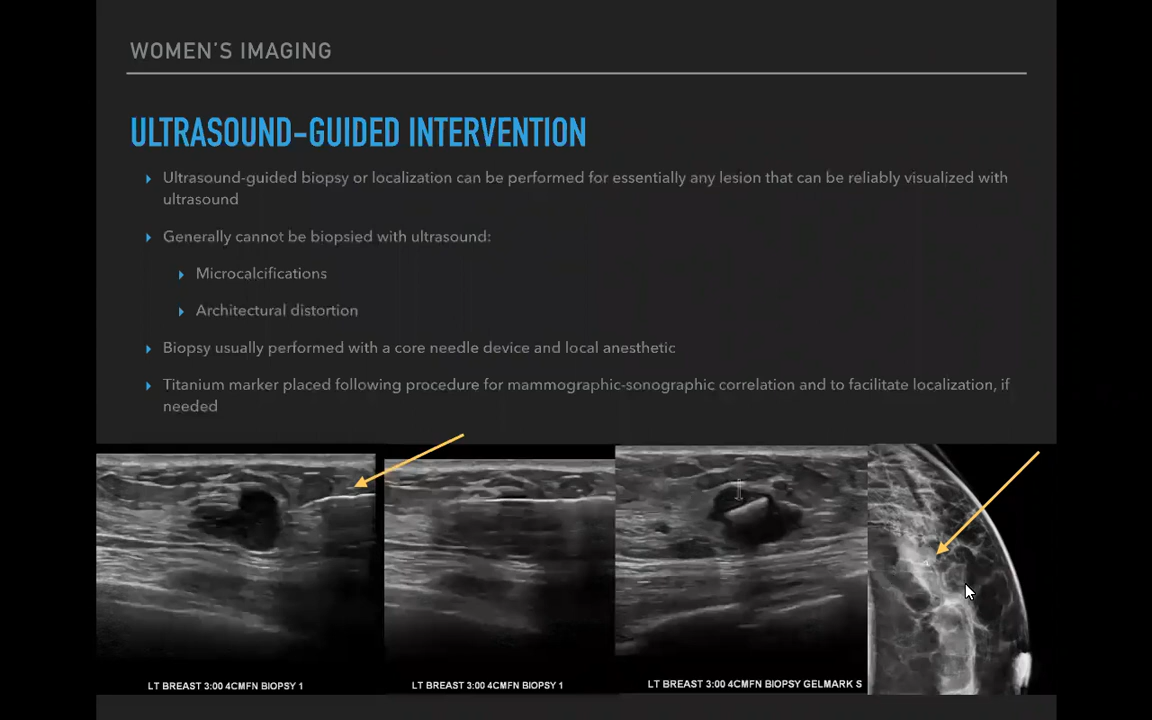 WOMEN'S IMAGING
ULTRASOUND-GUIDED INTERVENTION
Ultrasound-guided biopsy or localization can be performed for essentially any lesion that can be reliably visualized with
ultrasound
Generally cannot be biopsied with ultrasound:
Microcalcifications
Architectural distortion
Biopsy usually performed with a core needle device and local anesthetic
Titanium marker placed following procedure for mammographic-sonographic correlation and to facilitate localization, if
needed
LT BREAST 3:00 4CMFN BIOPSY 1
LT BREAST 3:00 4CMFN BIOPSY 1
LT BREAST 3:00 4CMFN BIOPSY GELMARK S